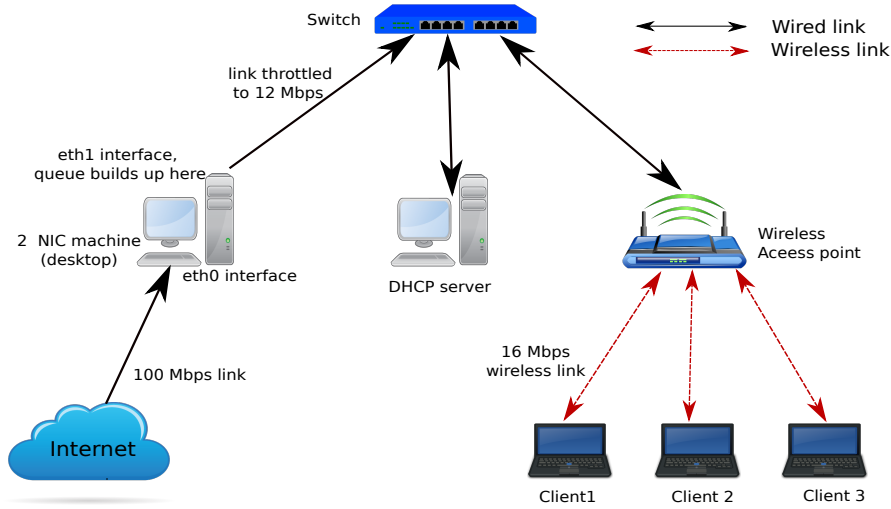 Switch
Wired link
Wireless link
link throttled
to 12 Mbps
eth1 interface,
queue builds up here
2 NIC machine
(desktop)
eth0 interface
DHCP server
Wireless
Aceess point
100 Mbps link
16 Mbps
wireless link
Internet
Client1
Client 2
Client 3